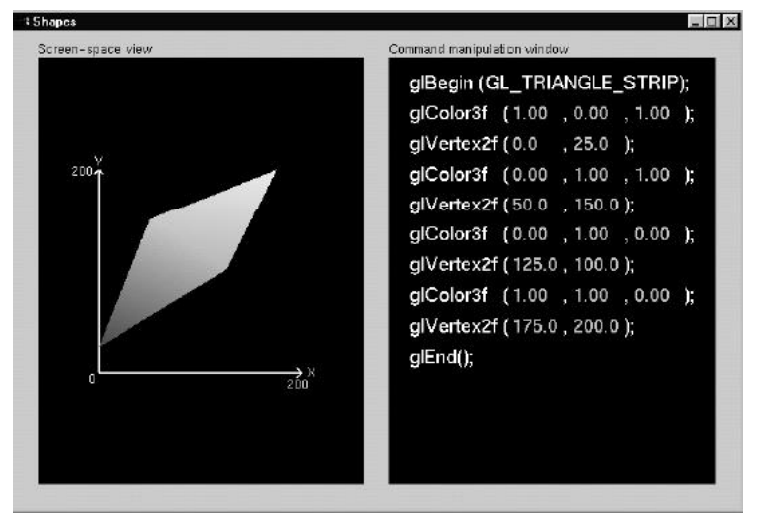 Shapes
Screen-space view
Y
200
0
X
200
Command manipulation window
glBegin (GL_TRIANGLE_STRIP);
glColor3f ( 1.00 , 0.00 , 1.00 );
glVertex2f ( 0.0 , 25.0 );
glColor3f ( 0.00 , 1.00 , 1.00 );
glVertex2f ( 50.0 , 150.0 );
glColor3f ( 0.00 , 1.00 , 0.00 );
glVertex2f ( 125.0 , 100.0 );
glColor3f ( 1.00 , 1.00 , 0.00 );
glVertex2f ( 175.0 , 200.0 );
glEnd();